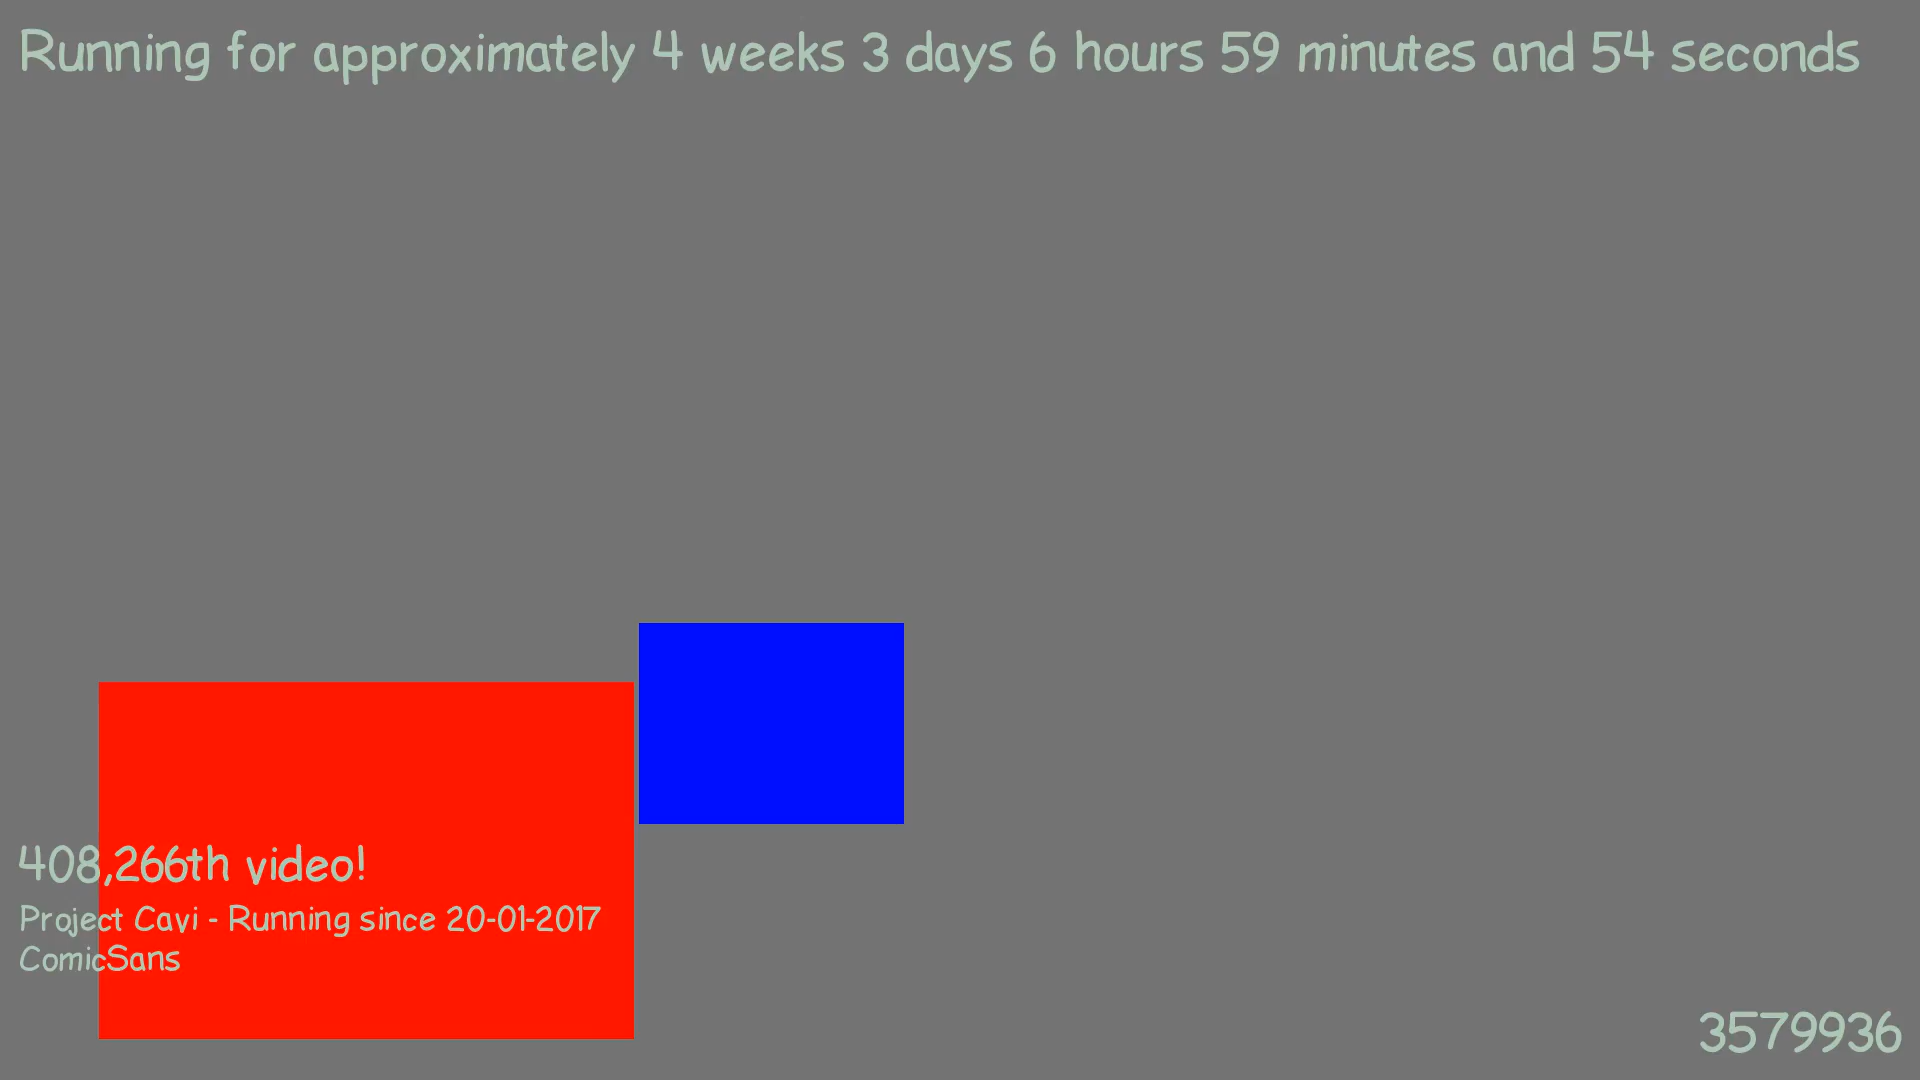 Running for approximately 4 weeks 3 days 6 hours 59 minutes and 54 seconds
408,266th video!
Project Cavi - Running since 20-01-2017
ComicSans
3579936